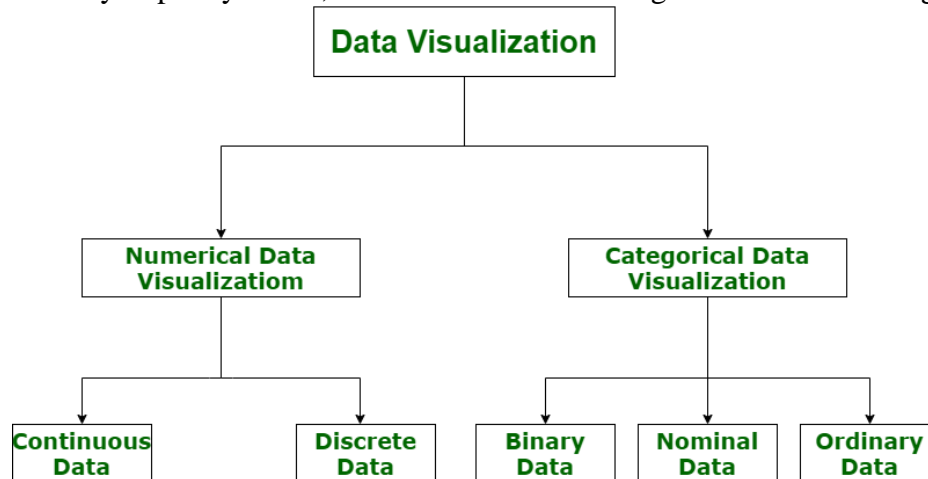 Data Visualization
Numerical Data
Visualizatiom
Categorical Data
Visualization
Continuous
Data
Discrete
Data
Binary
Data
Nominal
Data
Ordinary
Data